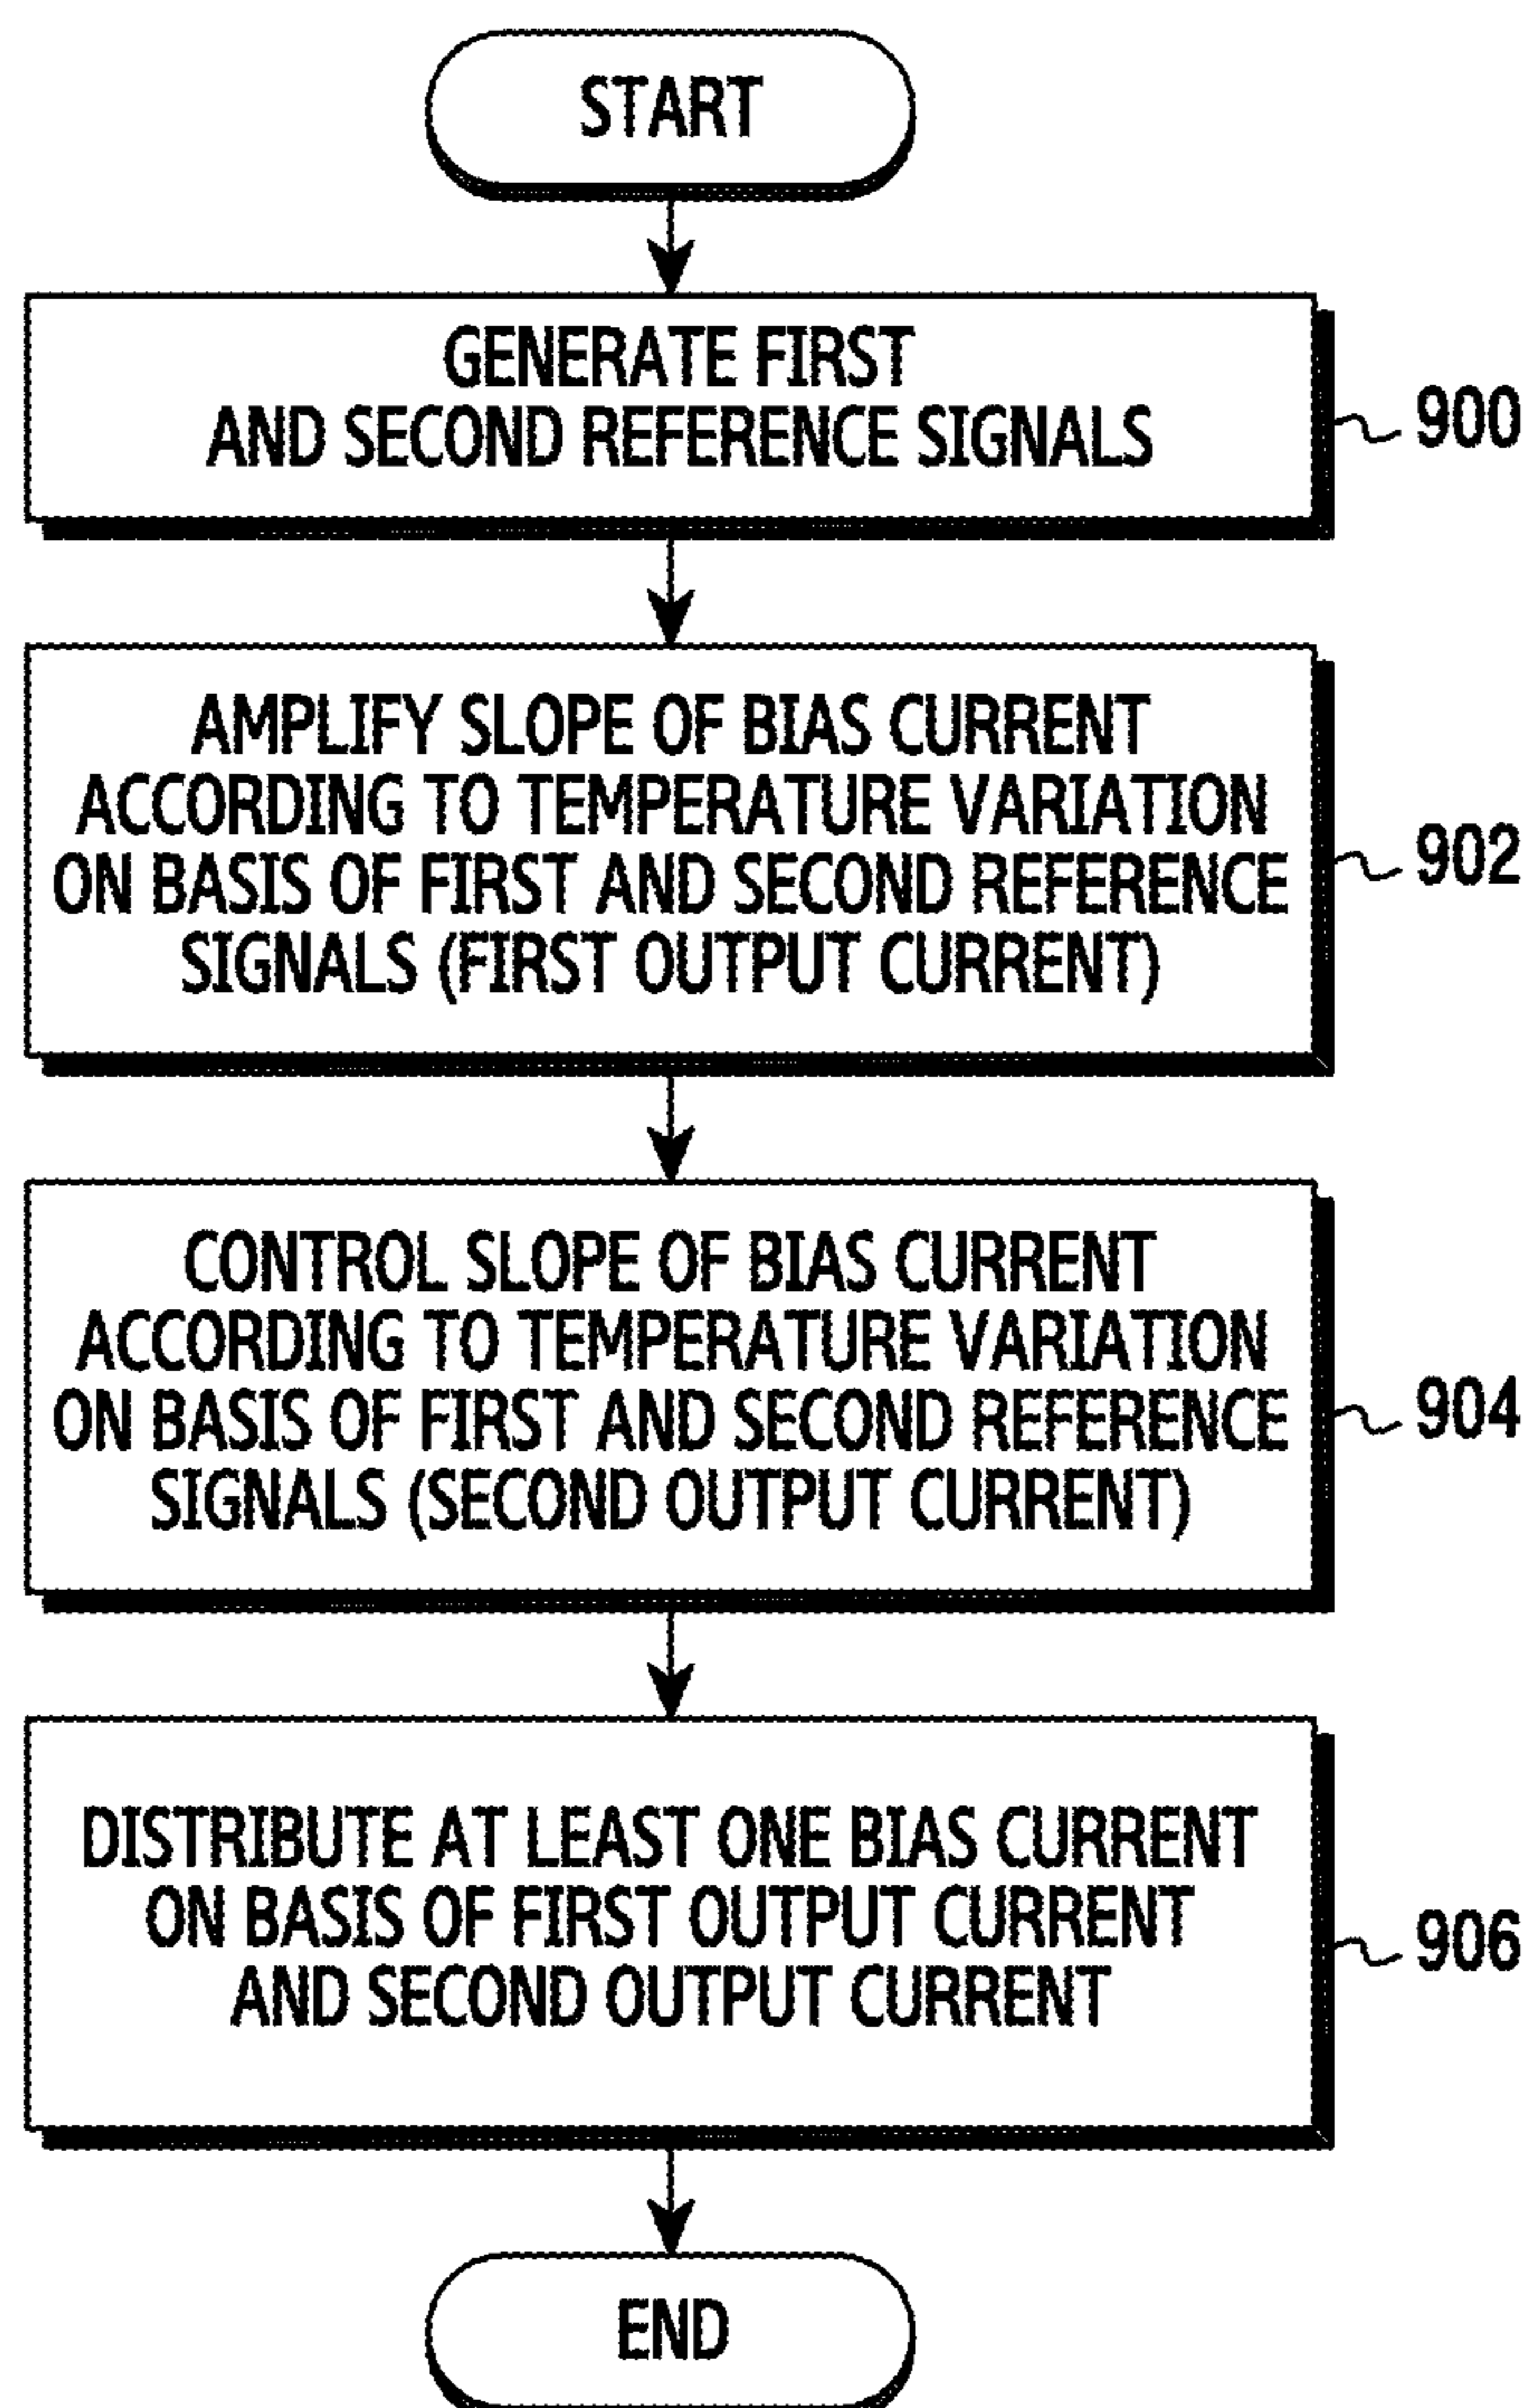 START
GENERATE FIRST
AND SECOND REFERENCE SIGNALS
900
AMPLIFY SLOPE OF BIAS CURRENT
ACCORDING TO TEMPERATURE VARIATION
ON BASIS OF FIRST AND SECOND REFERENCE
SIGNALS (FIRST OUTPUT CURRENT)
902
CONTROL SLOPE OF BIAS CURRENT
ACCORDING TO TEMPERATURE VARIATION
ON BASIS OF FIRST AND SECOND REFERENCE
SIGNALS (SECOND OUTPUT CURRENT)
904
DISTRIBUTE AT LEAST ONE BIAS CURRENT
ON BASIS OF FIRST OUTPUT CURRENT
AND SECOND OUTPUT CURRENT
906
END